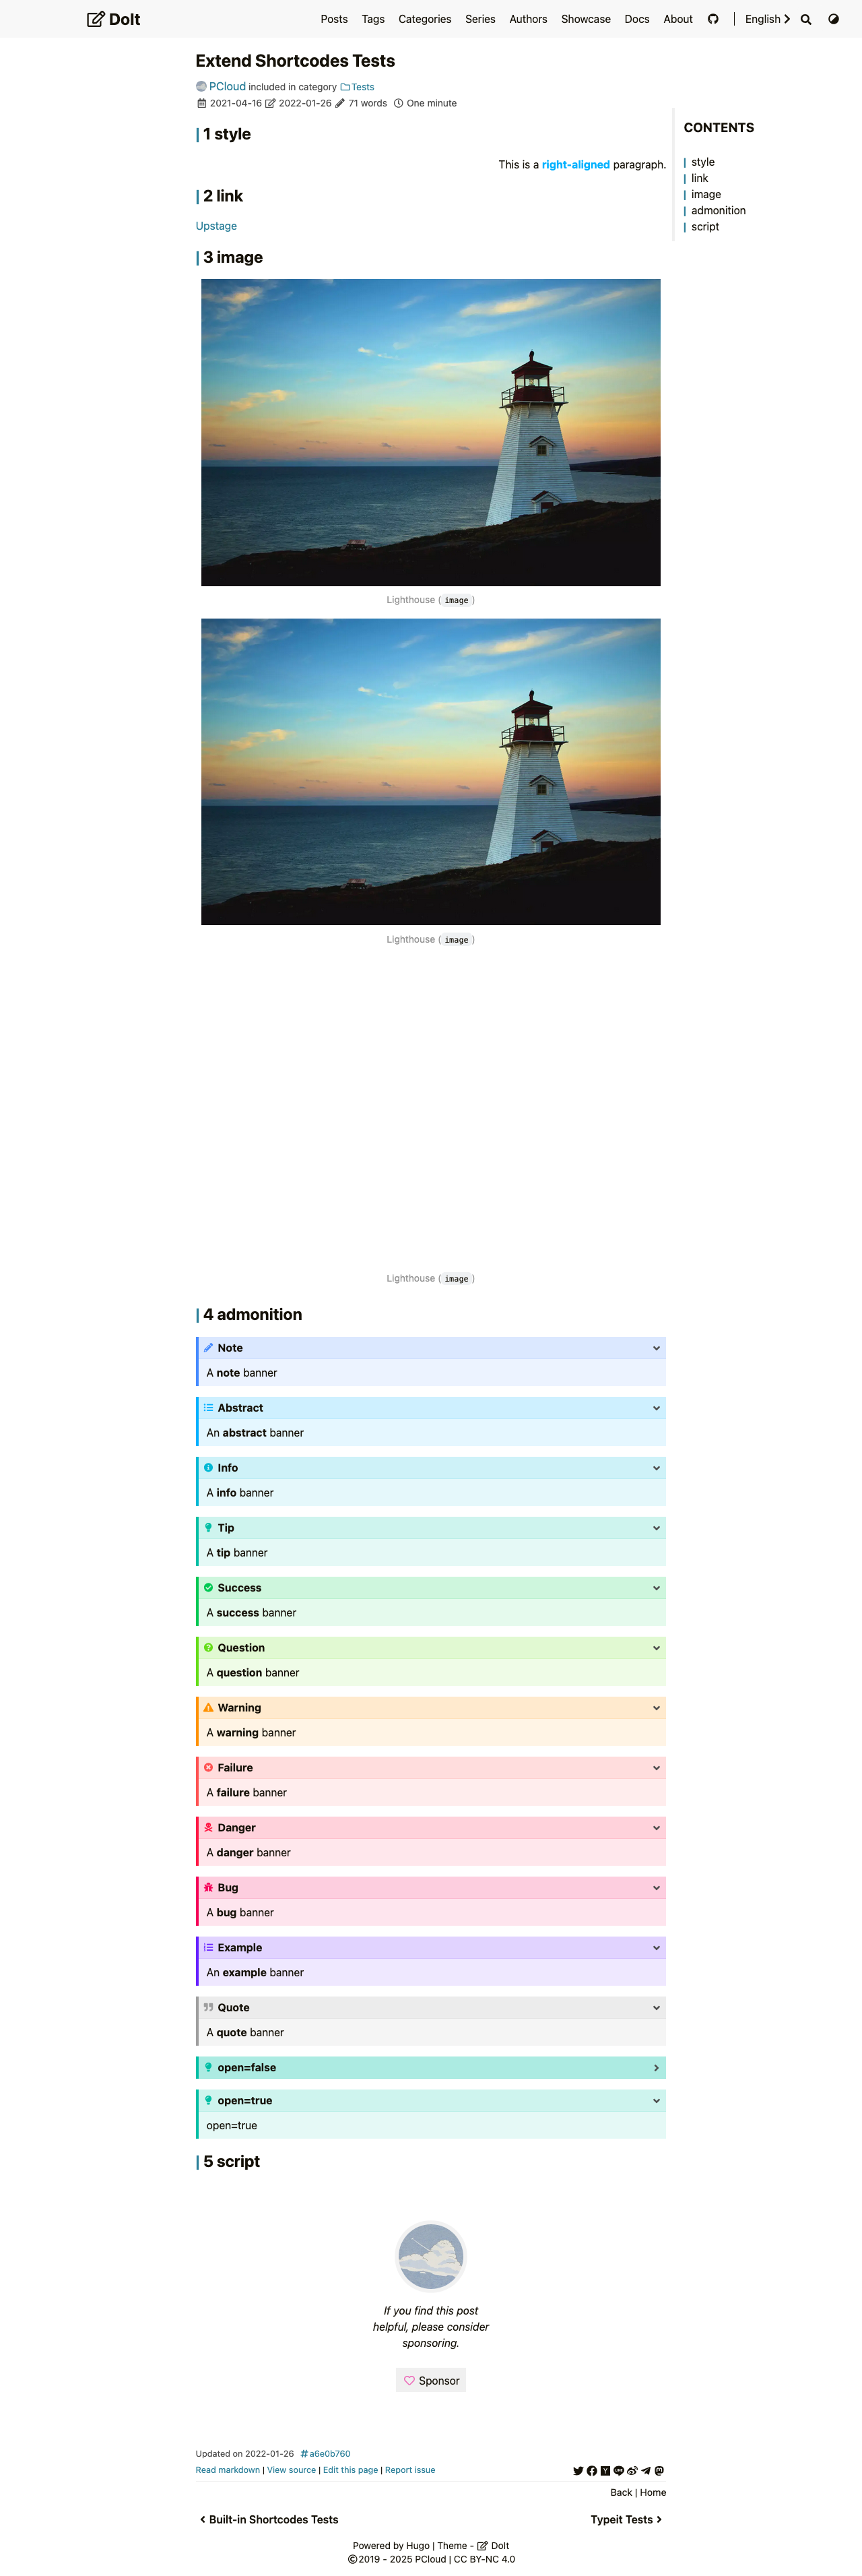 DoIt
Posts Tags Categories Series Authors Showcase Docs About English
Extend Shortcodes Tests
PCloud included in category Tests
2021-04-16 2022-01-26 71 words One minute
CONTENTS
style
link
image
admonition
script
1 style
This is a right-aligned paragraph.
2 link
Upstage
3 image
Lighthouse ( image )
Lighthouse ( image )
Lighthouse ( image )
4 admonition
Note
A note banner
Abstract
An abstract banner
Info
A info banner
Tip
A tip banner
Success
A success banner
Question
A question banner
Warning
A warning banner
Failure
A failure banner
Danger
A danger banner
Bug
A bug banner
Example
An example banner
Quote
A quote banner
open=false
open=true
open=true
5 script
If you find this post
helpful, please consider
sponsoring.
Sponsor
Updated on 2022-01-26 #a6e0b760
Read markdown | View source | Edit this page | Report issue
Back | Home
Built-in Shortcodes Tests
Typeit Tests
Powered by Hugo | Theme - DoIt
©2019 - 2025 PCloud | CC BY-NC 4.0